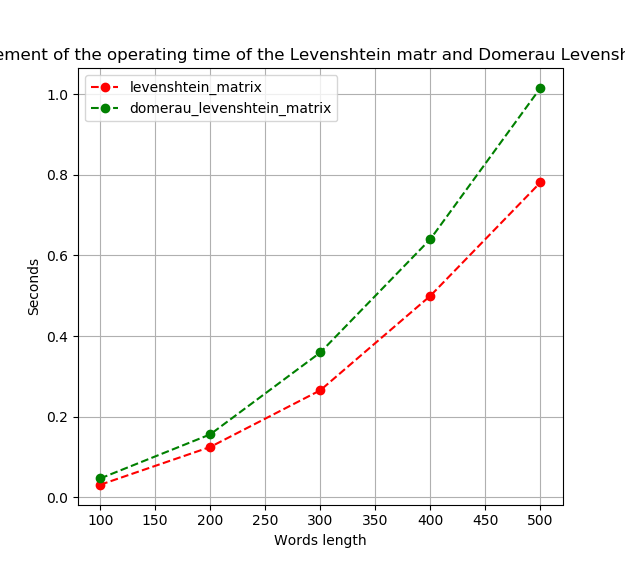 ement of the operating time of the Levenshtein matr and Domerau Levensh
levenshtein_matrix
domerau_levenshtein_matrix
1.0
0.8
0.6
0.4
0.2
0.0
Seconds
100 150 200 250 300 350 400 450 500
Words length